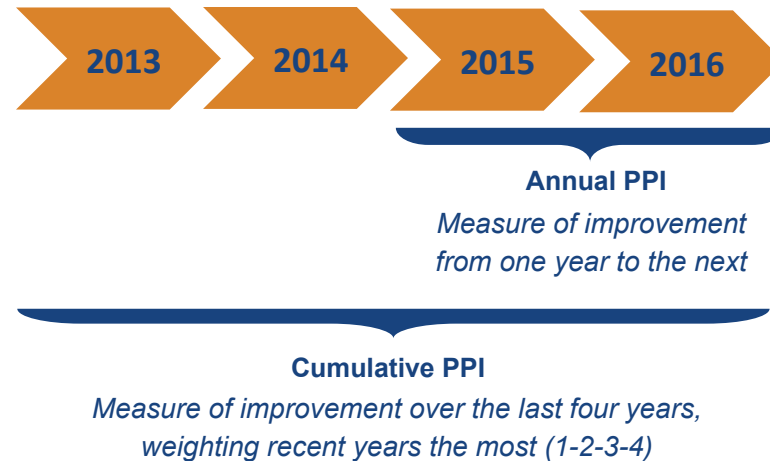 2013 2014 2015 2016
Annual PPI
Measure of improvement
from one year to the next
Cumulative PPI
Measure of improvement over the last four years,
weighting recent years the most (1-2-3-4)